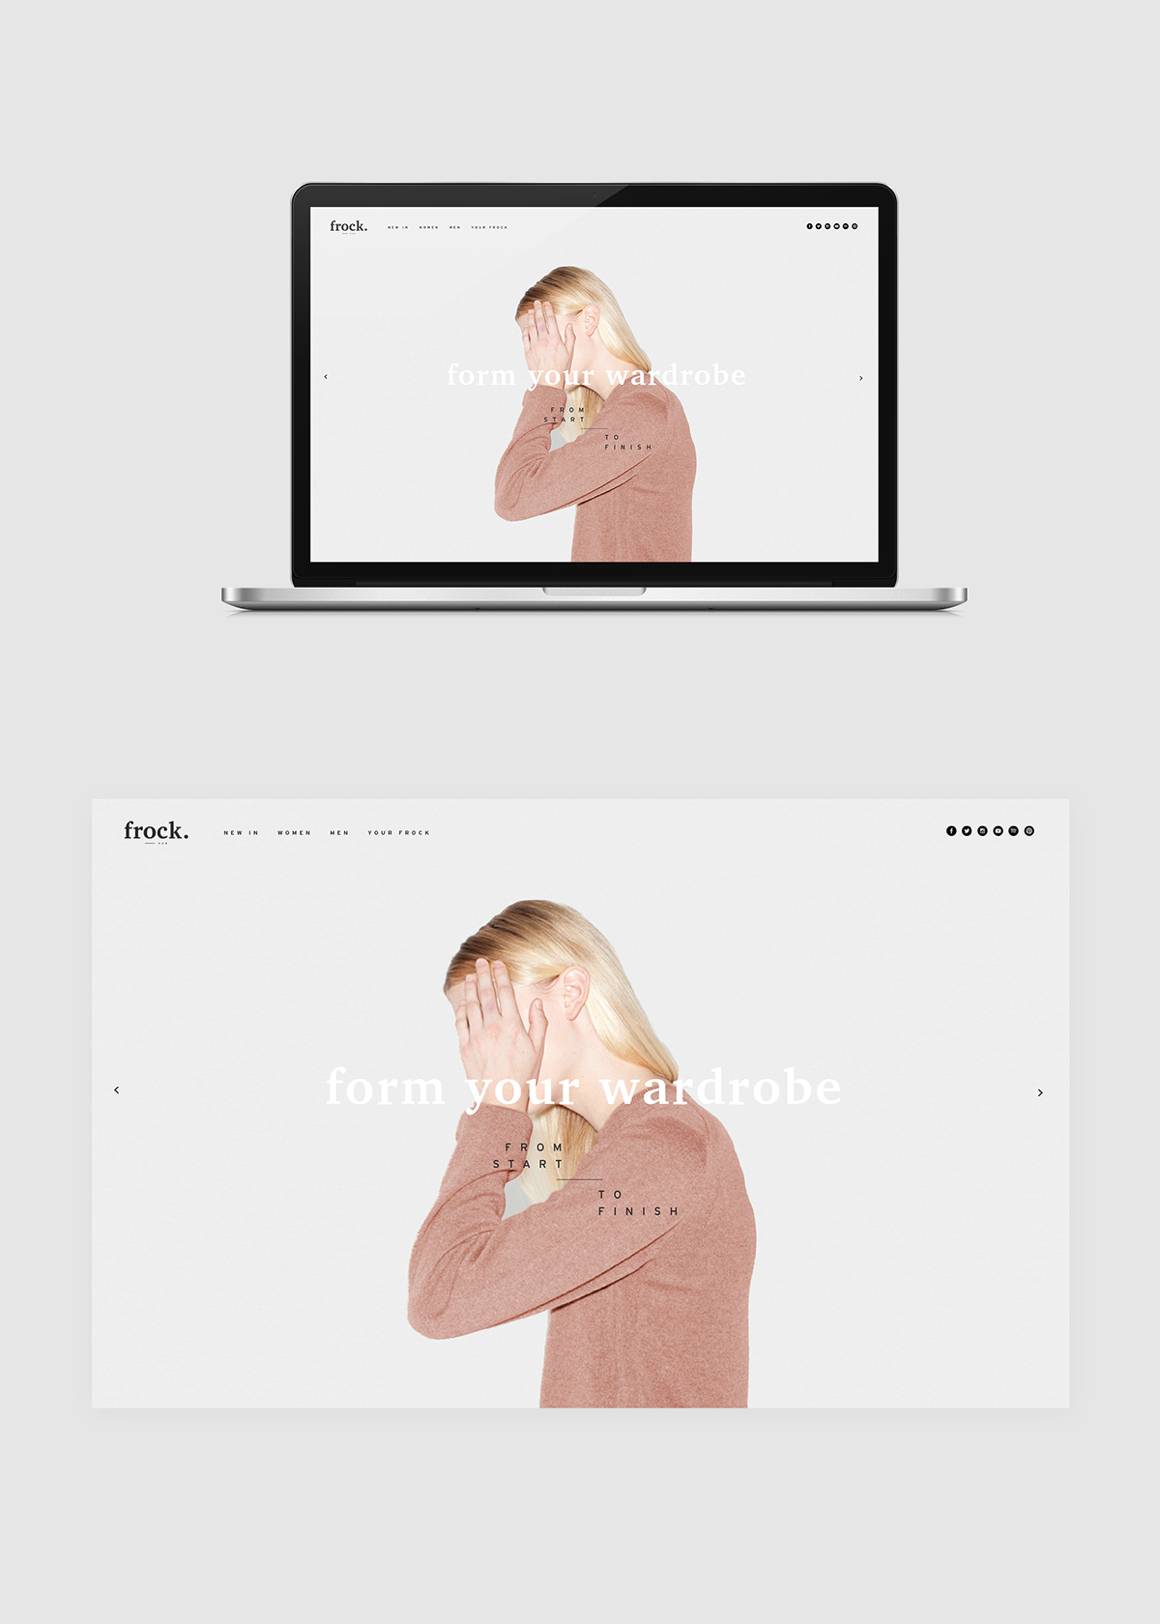 frock.
NEW IN WOMEN MEN YOUR FROCK
form your wardrobe
FROM
START
TO
FINISH
frock.
NEW IN WOMEN MEN YOUR FROCK
form your wardrobe
FROM
START
TO
FINISH